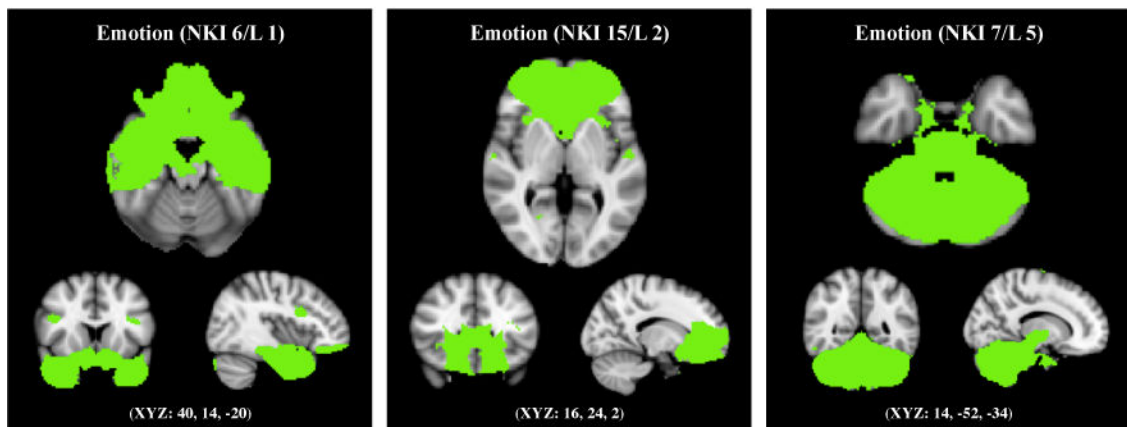 Emotion (NKI 6/L 1)
(XYZ: 40, 14, -20)
Emotion (NKI 15/L 2)
(XYZ: 16, 24, 2)
Emotion (NKI 7/L 5)
(XYZ: 14, -52, -34)